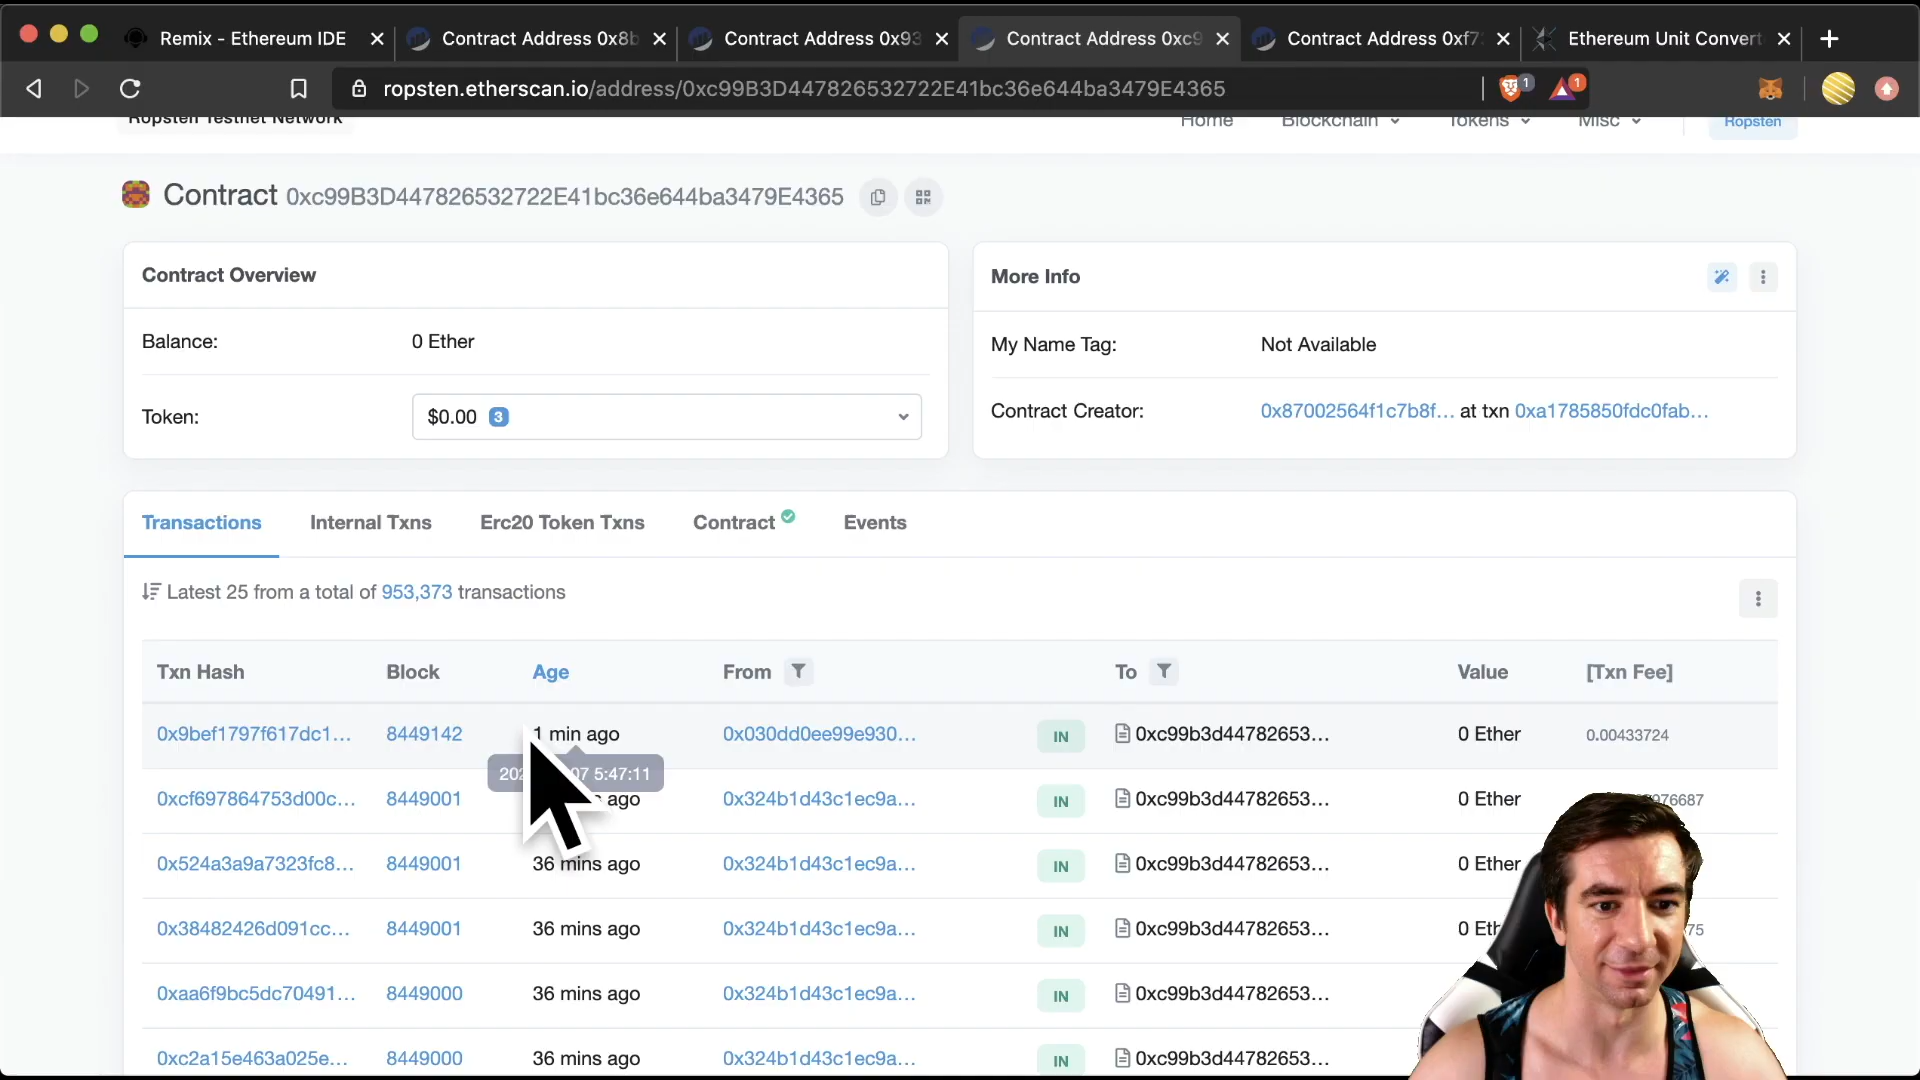 Remix - Ethereum IDE
Contract Address 0x8b
Contract Address 0x93
Contract Address 0xc9
Contract Address 0xf7
Ethereum Unit Convert
ropsten.etherscan.io/address/0xc99B3D447826532722E41bc36e644ba3479E4365
1
1
Ropsten Testnet Network
Home
Blockchain
Tokens
Misc
Ropsten
Contract 0xc99B3D447826532722E41bc36e644ba3479E4365
Contract Overview
Balance: 0 Ether
Token: $0.00 3
More Info
My Name Tag: Not Available
Contract Creator: 0x87002564f1c7b8f... at txn 0xa1785850fdc0fab...
Transactions
Internal Txns
Erc20 Token Txns
Contract
Events
Latest 25 from a total of 953,373 transactions
Txn Hash Block Age From To Value [Txn Fee]
0x9bef1797f617dc1... 8449142 1 min ago 0x030dd0ee99e930... IN 0xc99b3d44782653... 0 Ether 0.00433724
07 5:47:11
0xcf697864753d00c... 8449001 ago 0x324b1d43c1ec9a... IN 0xc99b3d44782653... 0 Ether 976687
0x524a3a9a7323fc8... 8449001 36 mins ago 0x324b1d43c1ec9a... IN 0xc99b3d44782653... 0 Ether
0x38482426d091cc... 8449001 36 mins ago 0x324b1d43c1ec9a... IN 0xc99b3d44782653... 0 Eth 75
0xaa6f9bc5dc70491... 8449000 36 mins ago 0x324b1d43c1ec9a... IN 0xc99b3d44782653...
0xc2a15e463a025e... 8449000 36 mins ago 0x324b1d43c1ec9a... IN 0xc99b3d44782653...